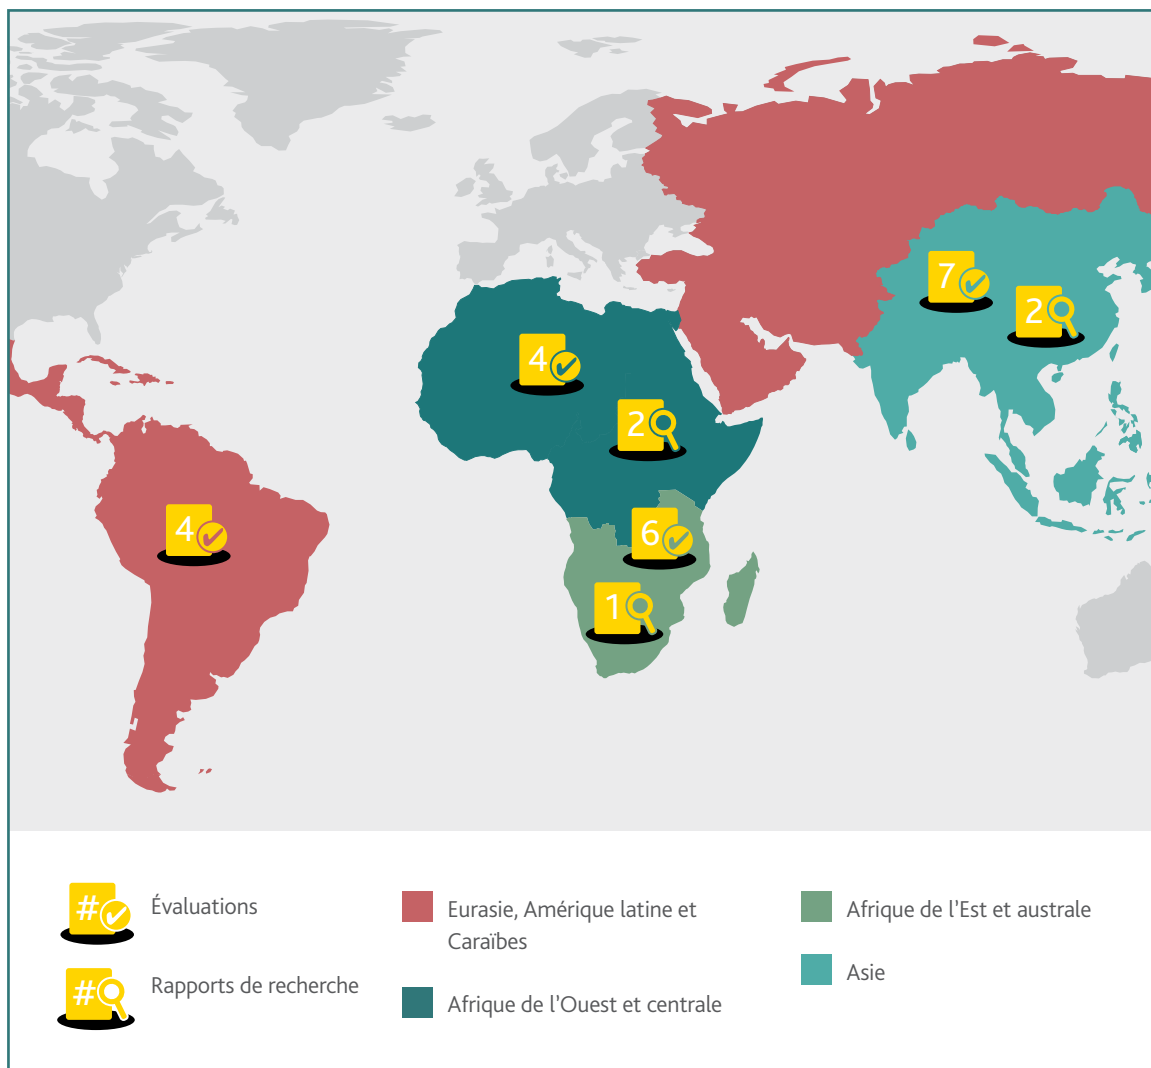 7
2
4
2
4
6
1
#
Évaluations
#
Rapports de recherche
Eurasie, Amérique latine et
Caraïbes
Afrique de l'Ouest et centrale
Afrique de l'Est et australe
Asie